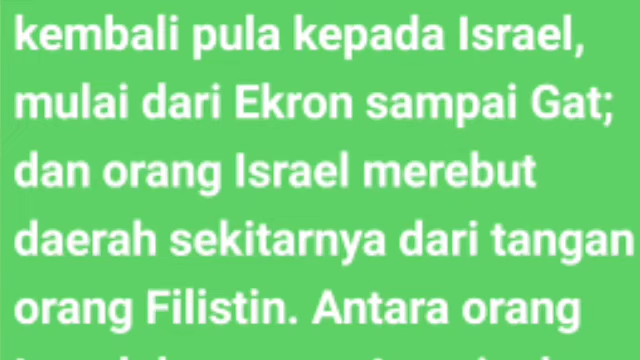 kembali pula kepada Israel,
mulai dari Ekron sampai Gat;
dan orang Israel merebut
daerah sekitarnya dari tangan
orang Filistin. Antara orang